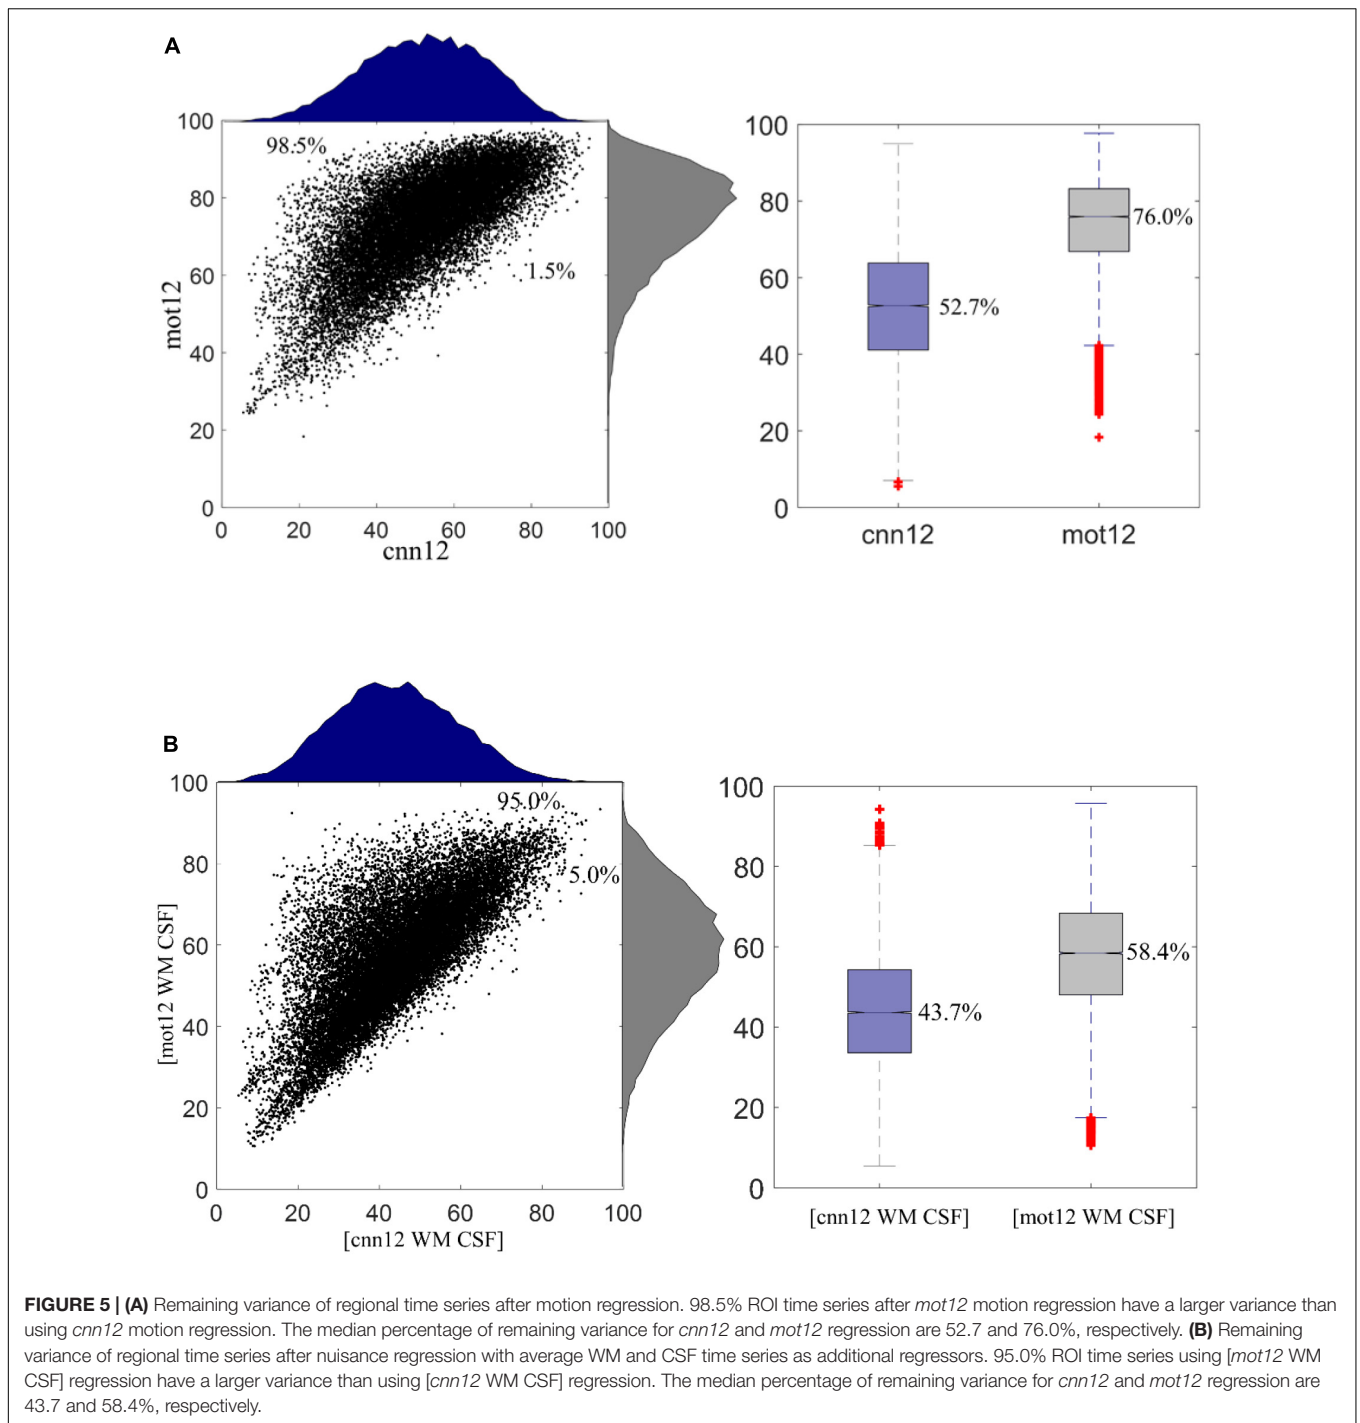 A
100
80
60
40
20
0
mot12
98.5%
1.5%
0 20 40 60 80 100
cnn12
100
80
60
40
20
0
52.7%
76.0%
cnn12 mot12
B
100
80
60
40
20
0
[mot12 WM CSF]
95.0%
5.0%
0 20 40 60 80 100
[cnn12 WM CSF]
100
80
60
40
20
0
43.7%
58.4%
[cnn12 WM CSF] [mot12 WM CSF]
FIGURE 5 | (A) Remaining variance of regional time series after motion regression. 98.5% ROI time series after mot12 motion regression have a larger variance than
using cnn12 motion regression. The median percentage of remaining variance for cnn12 and mot12 regression are 52.7 and 76.0%, respectively. (B) Remaining
variance of regional time series after nuisance regression with average WM and CSF time series as additional regressors. 95.0% ROI time series using [mot12 WM
CSF] regression have a larger variance than using [cnn12 WM CSF] regression. The median percentage of remaining variance for cnn12 and mot12 regression are
43.7 and 58.4%, respectively.